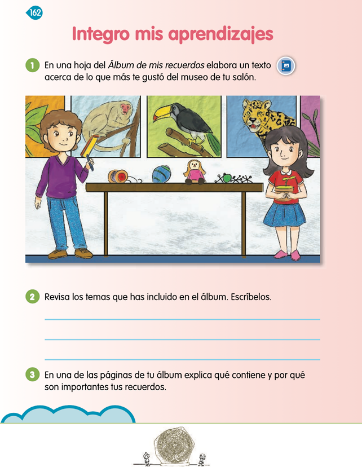 162
Integro mis aprendizajes
1 En una hoja del Álbum de mis recuerdos elabora un texto
acerca de lo que más te gustó del museo de tu salón.
2 Revisa los temas que has incluido en el álbum. Escríbelos.
3 En una de las páginas de tu álbum explica qué contiene y por qué
son importantes tus recuerdos.